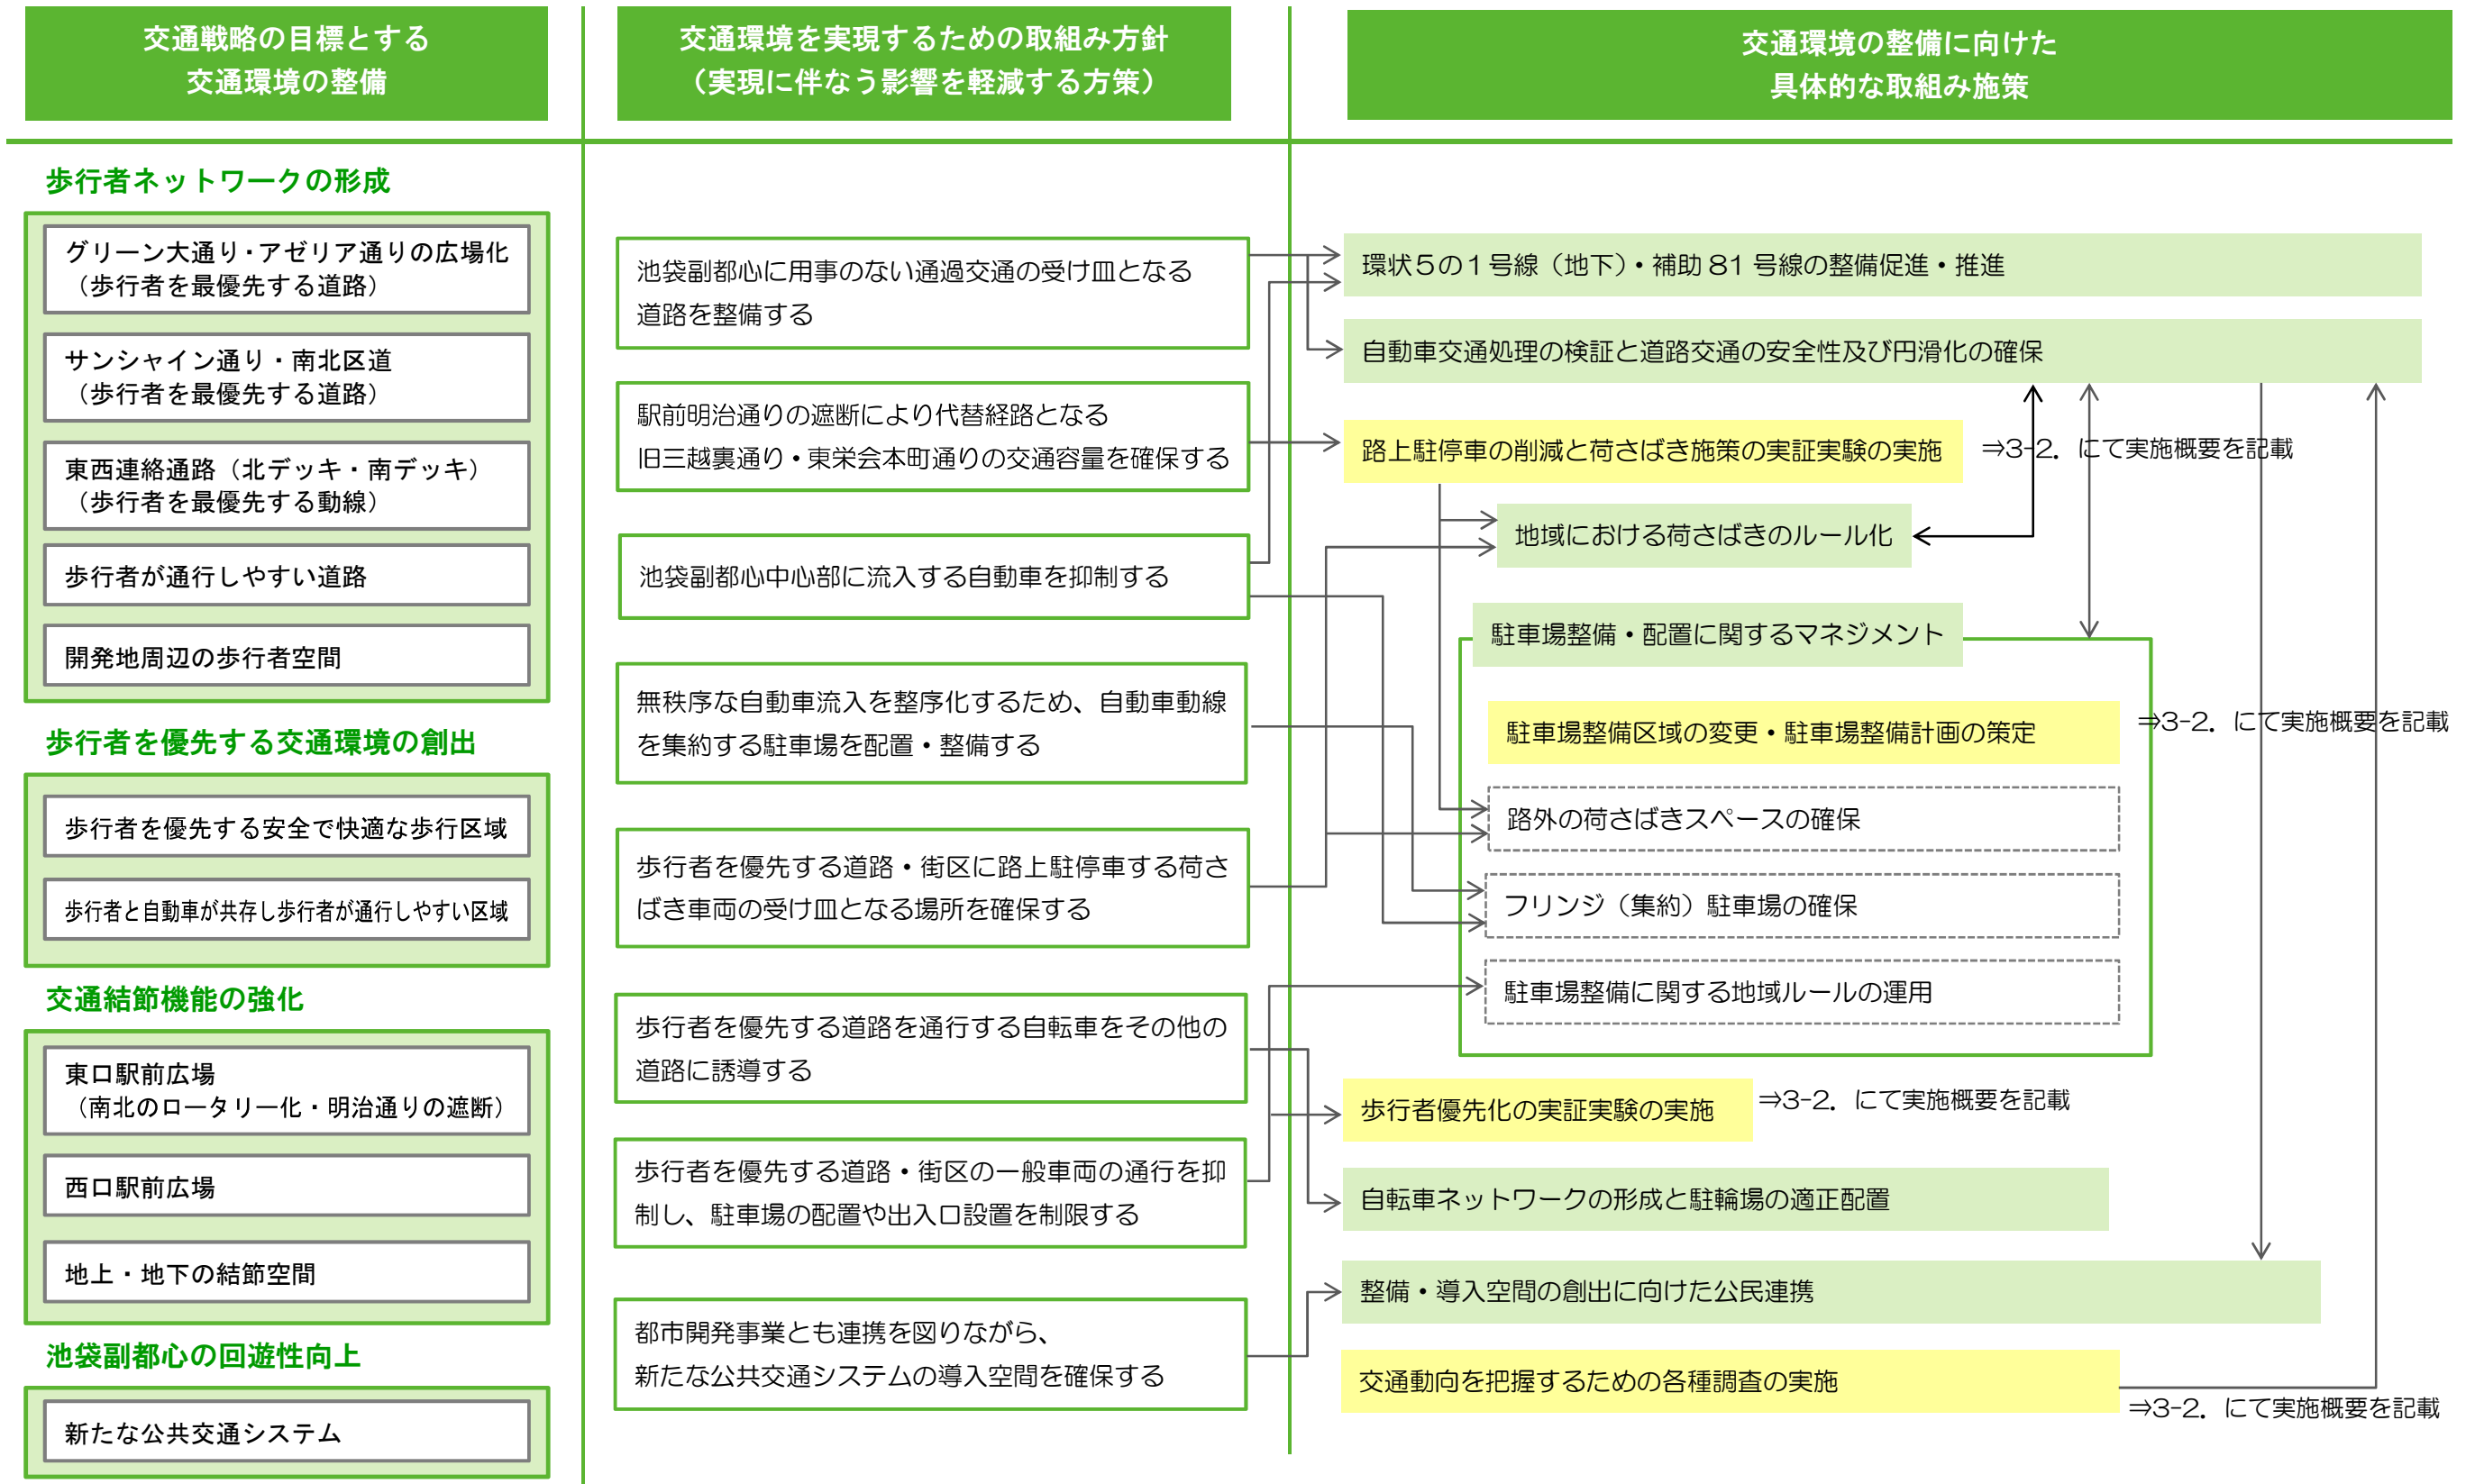 交通戦略の目標とする
交通環境の整備
交通環境を実現するための取組み方針
（実現に伴なう影響を軽減する方策）
交通環境の整備に向けた
具体的な取組み施策
歩行者ネットワークの形成
グリーン大通り・アゼリア通りの広場化
（歩行者を最優先する道路）
サンシャイン通り・南北区道
（歩行者を最優先する道路）
東西連絡通路（北デッキ・南デッキ）
（歩行者を最優先する動線）
歩行者が通行しやすい道路
開発地周辺の歩行者空間
歩行者を優先する交通環境の創出
歩行者を優先する安全で快適な歩行区域
歩行者と自動車が共存し歩行者が通行しやすい区域
交通結節機能の強化
東口駅前広場
（南北のロータリー化・明治通りの遮断）
西口駅前広場
地上・地下の結節空間
池袋副都心の回遊性向上
新たな公共交通システム
池袋副都心に用事のない通過交通の受け皿となる
道路を整備する
駅前明治通りの遮断により代替経路となる
旧三越裏通り・東栄会本町通りの交通容量を確保する
池袋副都心中心部に流入する自動車を抑制する
無秩序な自動車流入を整序化するため、自動車動線
を集約する駐車場を配置・整備する
歩行者を優先する道路・街区に路上駐停車する荷さ
ばき車両の受け皿となる場所を確保する
歩行者を優先する道路を通行する自転車をその他の
道路に誘導する
歩行者を優先する道路・街区の一般車両の通行を抑
制し、駐車場の配置や出入口設置を制限する
都市開発事業とも連携を図りながら、
新たな公共交通システムの導入空間を確保する
環状５の１号線（地下）・補助 81 号線の整備促進・推進
自動車交通処理の検証と道路交通の安全性及び円滑化の確保
路上駐停車の削減と荷さばき施策の実証実験の実施
⇒3-2．にて実施概要を記載
地域における荷さばきのルール化
駐車場整備・配置に関するマネジメント
駐車場整備区域の変更・駐車場整備計画の策定
⇒3-2．にて実施概要を記載
路外の荷さばきスペースの確保
フリンジ（集約）駐車場の確保
駐車場整備に関する地域ルールの運用
歩行者優先化の実証実験の実施
⇒3-2．にて実施概要を記載
自転車ネットワークの形成と駐輪場の適正配置
整備・導入空間の創出に向けた公民連携
交通動向を把握するための各種調査の実施
⇒3-2．にて実施概要を記載